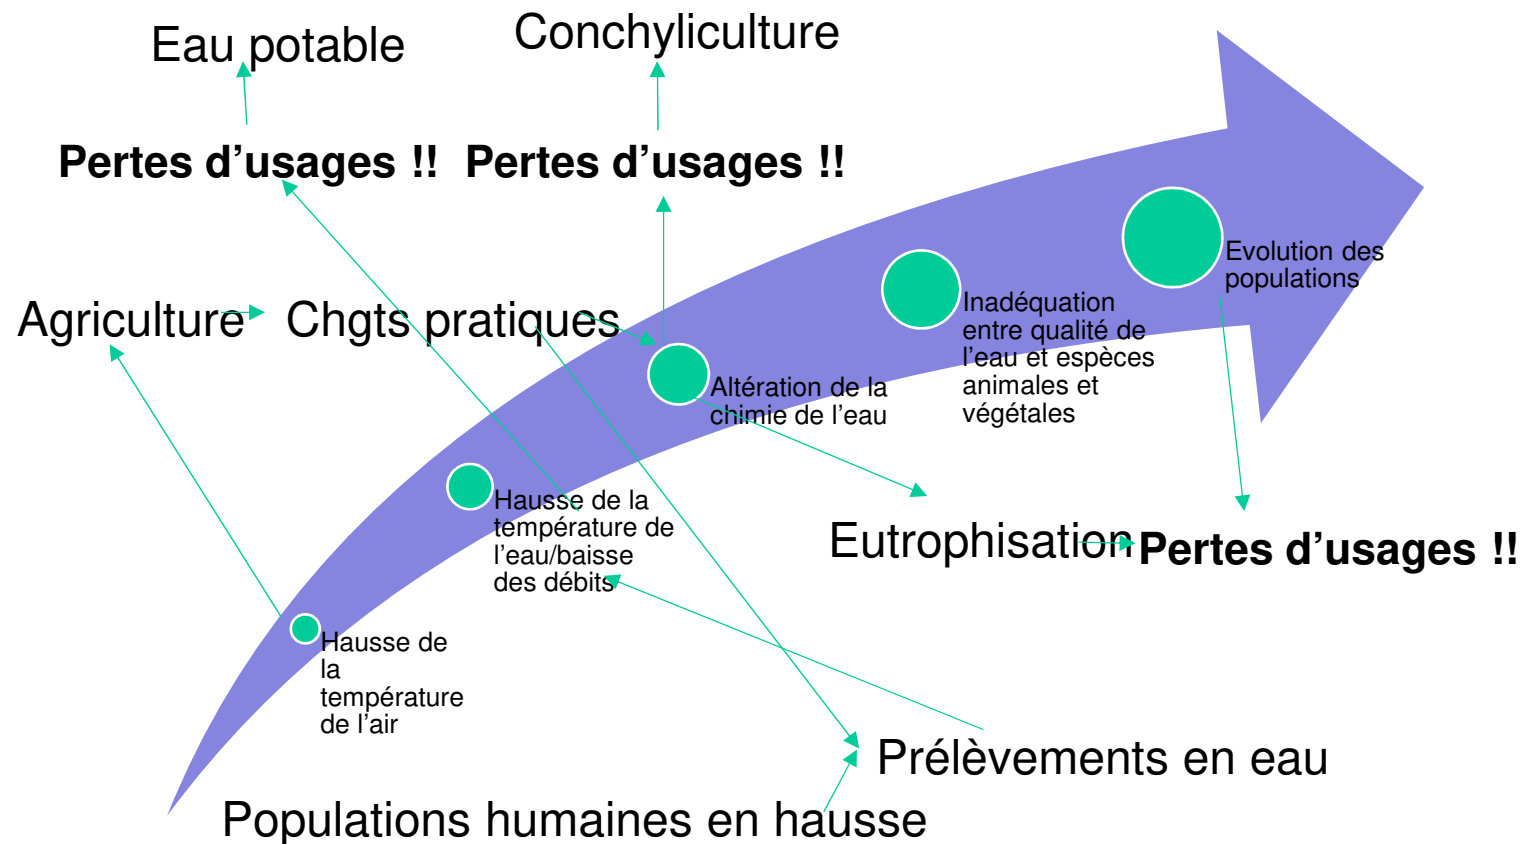 Eau potable
Conchyliculture
Pertes d’usages !!
Pertes d’usages !!
Agriculture
Chgts pratiques
Evolution des
populations
Inadéquation
entre qualité de
l’eau et espèces
animales et
végétales
Altération de la
chimie de l’eau
Hausse de la
température de
l’eau/baisse
des débits
Eutrophisation
Pertes d’usages !!
Hausse de
la
température
de l’air
Prélèvements en eau
Populations humaines en hausse